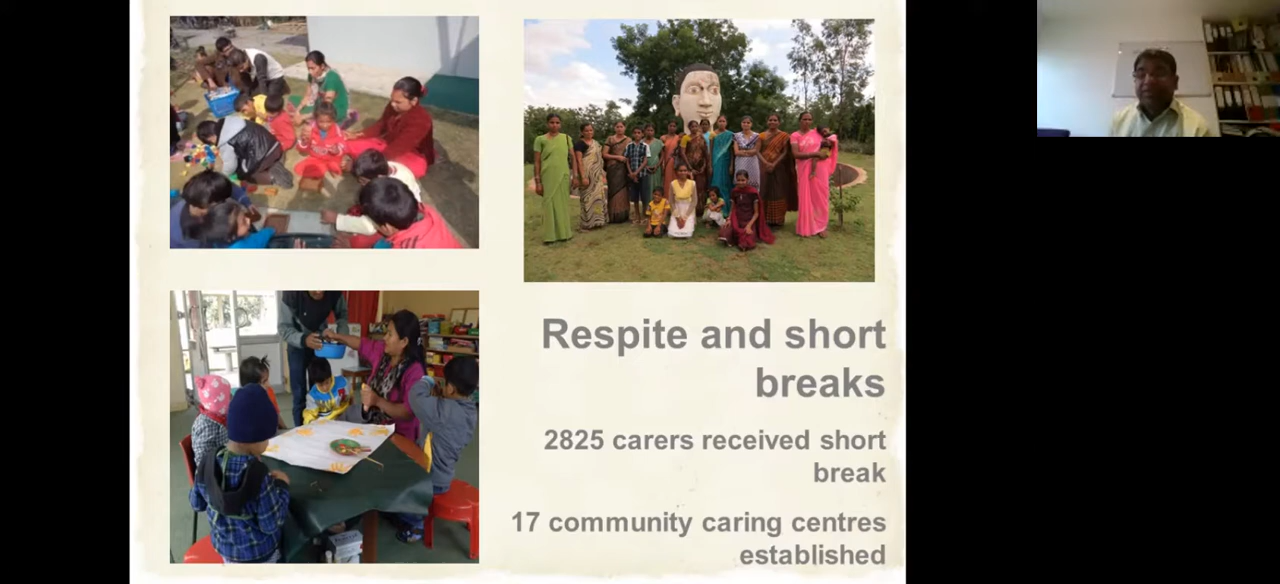 Respite and short
breaks
2825 carers received short
break
17 community caring centres
established